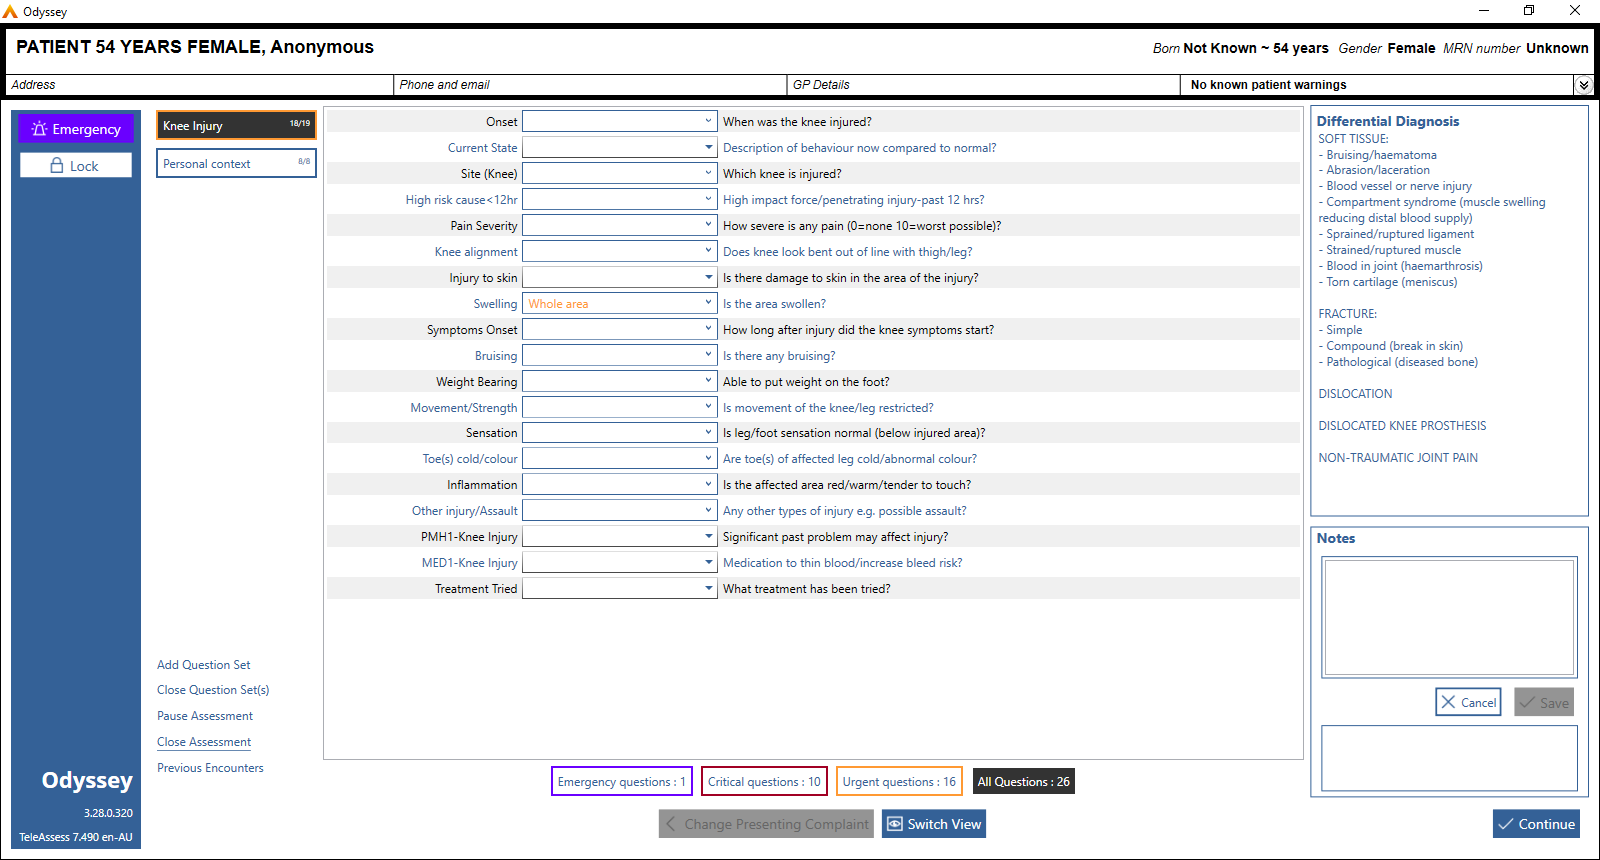 Odyssey
PATIENT 54 YEARS FEMALE, Anonymous
Born Not Known ~ 54 years Gender Female MRN number Unknown
Address
Phone and email
GP Details
No known patient warnings
Emergency
Lock
Knee Injury 18/19
Personal context 8/8
Onset When was the knee injured?
Current State Description of behaviour now compared to normal?
Site (Knee) Which knee is injured?
High risk cause<12hr High impact force/penetrating injury-past 12 hrs?
Pain Severity How severe is any pain (0=none 10=worst possible)?
Knee alignment Does knee look bent out of line with thigh/leg?
Injury to skin Is there damage to skin in the area of the injury?
Swelling Whole area Is the area swollen?
Symptoms Onset How long after injury did the knee symptoms start?
Bruising Is there any bruising?
Weight Bearing Able to put weight on the foot?
Movement/Strength Is movement of the knee/leg restricted?
Sensation Is leg/foot sensation normal (below injured area)?
Toe(s) cold/colour Are toe(s) of affected leg cold/abnormal colour?
Inflammation Is the affected area red/warm/tender to touch?
Other injury/Assault Any other types of injury e.g. possible assault?
PMH1-Knee Injury Significant past problem may affect injury?
MED1-Knee Injury Medication to thin blood/increase bleed risk?
Treatment Tried What treatment has been tried?
Differential Diagnosis
SOFT TISSUE:
- Bruising/haematoma
- Abrasion/laceration
- Blood vessel or nerve injury
- Compartment syndrome (muscle swelling
reducing distal blood supply)
- Sprained/ruptured ligament
- Strained/ruptured muscle
- Blood in joint (haemarthrosis)
- Torn cartilage (meniscus)
FRACTURE:
- Simple
- Compound (break in skin)
- Pathological (diseased bone)
DISLOCATION
DISLOCATED KNEE PROSTHESIS
NON-TRAUMATIC JOINT PAIN
Notes
Cancel
Save
Add Question Set
Close Question Set(s)
Pause Assessment
Close Assessment
Previous Encounters
Odyssey
3.28.0.320
TeleAssess 7.490 en-AU
Emergency questions : 1
Critical questions : 10
Urgent questions : 16
All Questions : 26
Change Presenting Complaint
Switch View
Continue